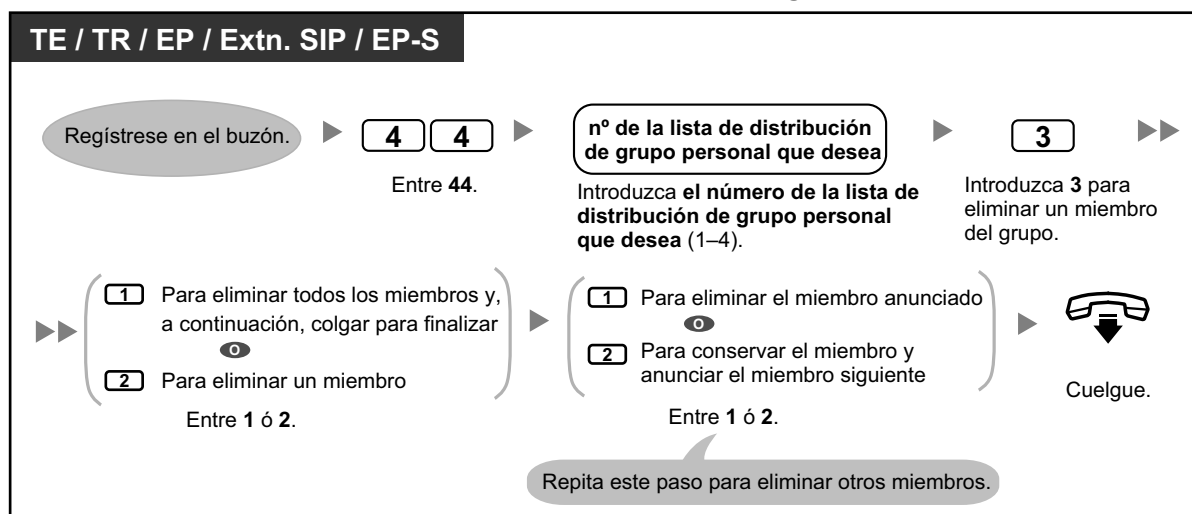 TE / TR / EP / Extn. SIP / EP-S
Regístrese en el buzón.
4 4
Entre 44.
nº de la lista de distribución
de grupo personal que desea
Introduzca el número de la lista de
distribución de grupo personal
que desea (1–4).
3
Introduzca 3 para
eliminar un miembro
del grupo.
1 Para eliminar todos los miembros y,
a continuación, colgar para finalizar
O
2 Para eliminar un miembro
Entre 1 ó 2.
1 Para eliminar el miembro anunciado
O
2 Para conservar el miembro y
anunciar el miembro siguiente
Entre 1 ó 2.
Repita este paso para eliminar otros miembros.
Cuelgue.